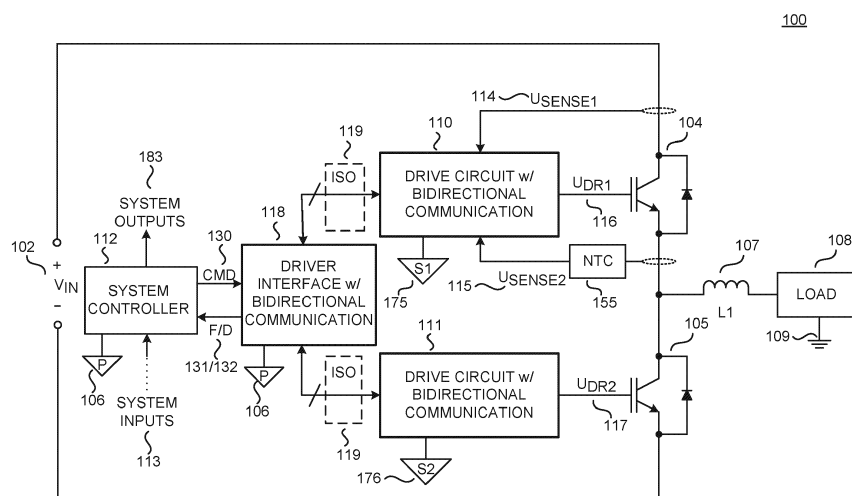 100
114
USENSE1
110
104
119
ISO
DRIVE CIRCUIT w/
BIDIRECTIONAL
COMMUNICATION
UDR1
116
183
SYSTEM
OUTPUTS
118
102
112
130
+
VIN
–
SYSTEM
CONTROLLER
CMD
DRIVER
INTERFACE w/
BIDIRECTIONAL
COMMUNICATION
F/D
131/132
S1
175
115
USENSE2
NTC
155
107
L1
108
LOAD
109
P
106
P
106
SYSTEM
INPUTS
113
ISO
119
111
DRIVE CIRCUIT w/
BIDIRECTIONAL
COMMUNICATION
UDR2
117
105
S2
176